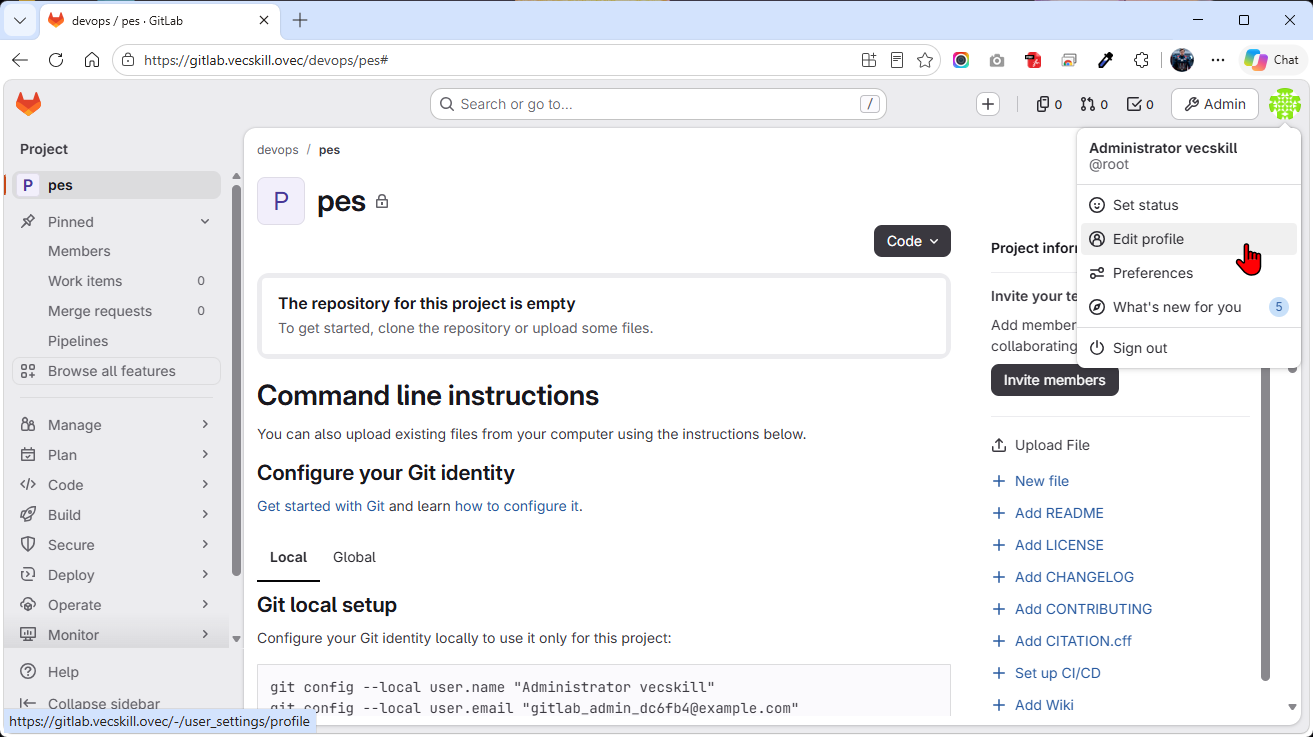 devops / pes · GitLab
https://gitlab.vecskill.ovec/devops/pes#
Chat
Search or go to...
/
0
0
0
Admin
Project
P pes
Pinned
Members
Work items 0
Merge requests 0
Pipelines
Browse all features
Manage
Plan
Code
Build
Secure
Deploy
Operate
Monitor
Help
Collapse sidebar
https://gitlab.vecskill.ovec/-/user_settings/profile
devops / pes
P pes
Code
The repository for this project is empty
To get started, clone the repository or upload some files.
Command line instructions
You can also upload existing files from your computer using the instructions below.
Configure your Git identity
Get started with Git and learn how to configure it.
Local Global
Git local setup
Configure your Git identity locally to use it only for this project:
git config --local user.name "Administrator vecskill"
git config --local user.email "gitlab_admin_dc6fb4@example.com"
Administrator vecskill
@root
Set status
Edit profile
Preferences
What's new for you 5
Sign out
Project
Invite your
Add
collaborating
Invite members
Upload File
New file
Add README
Add LICENSE
Add CHANGELOG
Add CONTRIBUTING
Add CITATION.cff
Set up CI/CD
Add Wiki